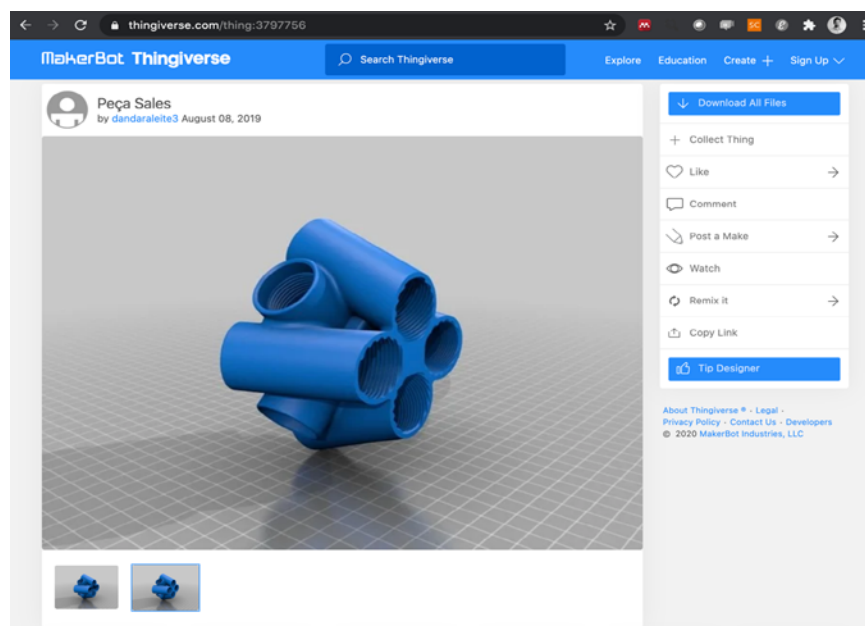 thingiverse.com/thing:3797756
SC
MakerBot Thingiverse
Search Thingiverse
Explore Education Create + Sign Up
Peça Sales
by dandaraleite3 August 08, 2019
Download All Files
Collect Thing
Like
Comment
Post a Make
Watch
Remix it
Copy Link
Tip Designer
About Thingiverse ® - Legal -
Privacy Policy - Contact Us - Developers
© 2020 MakerBot Industries, LLC